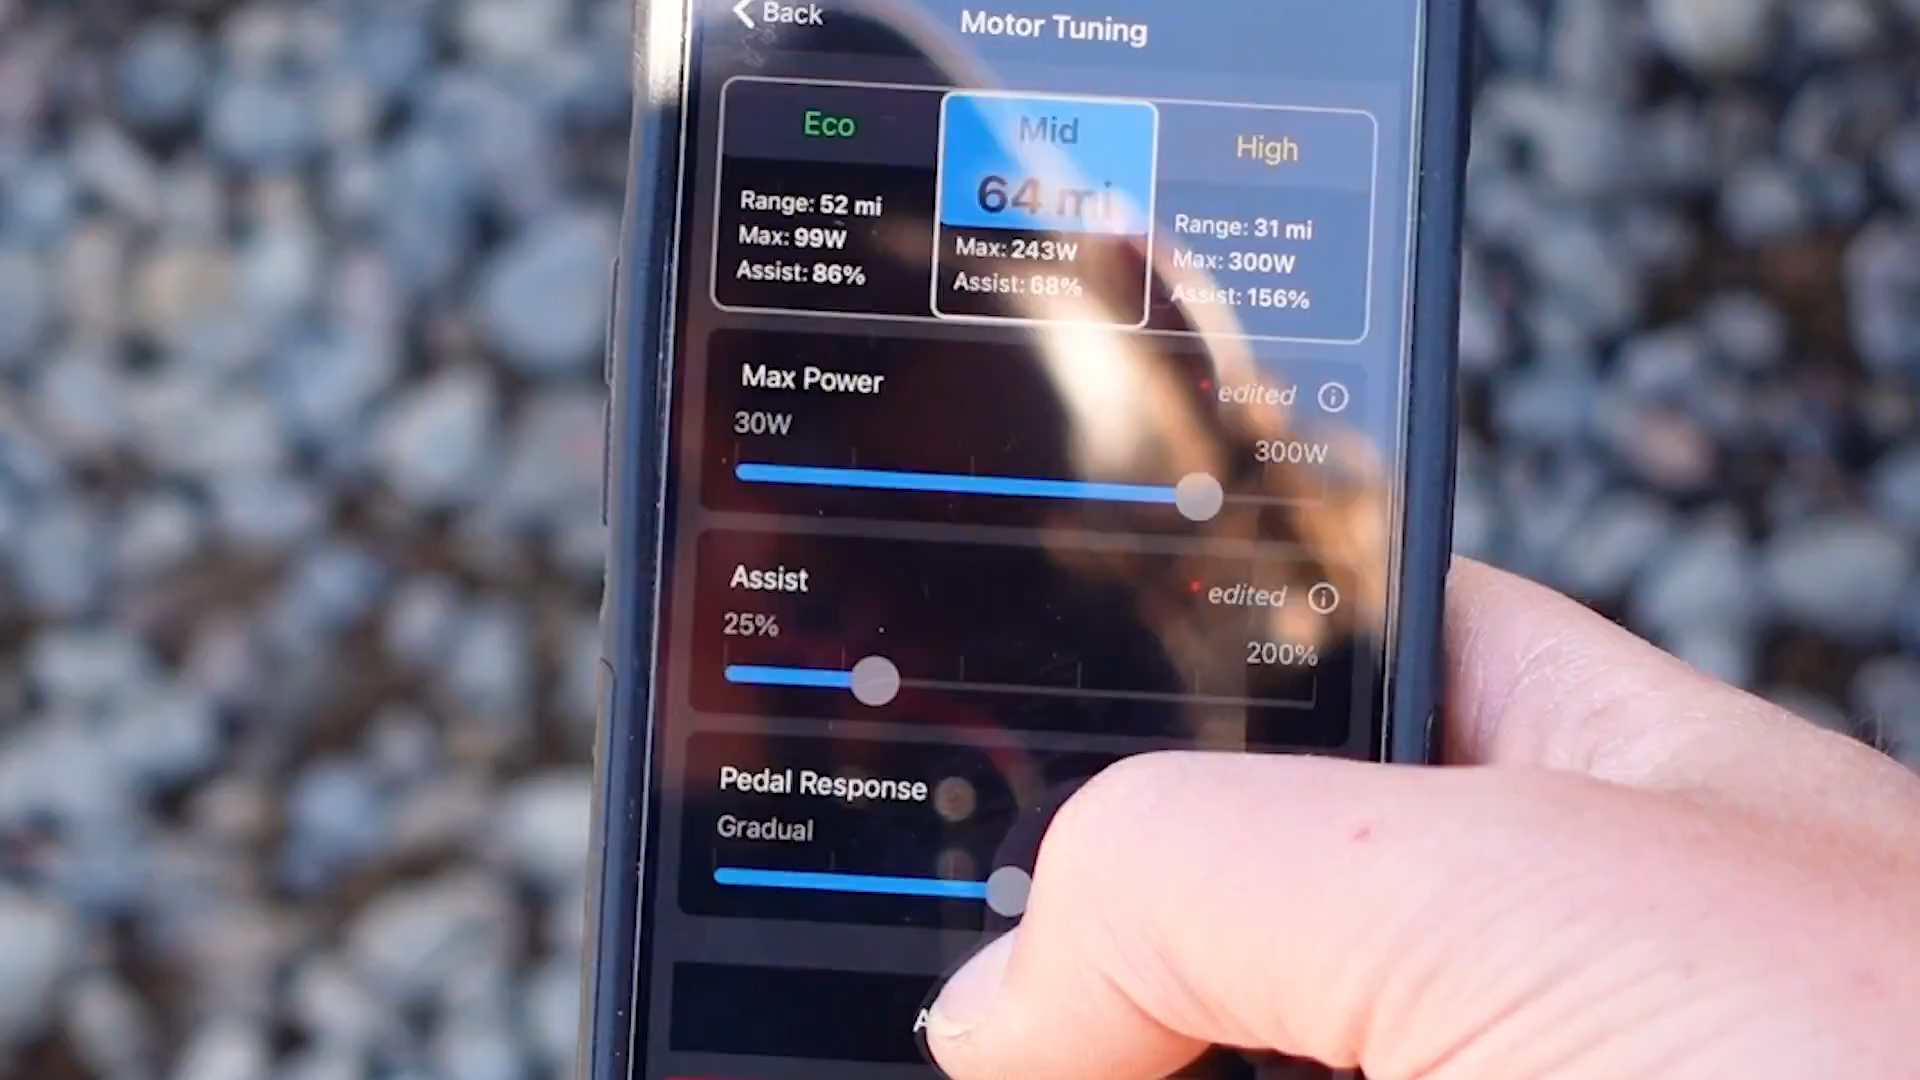 Back
Motor Tuning
Eco
Mid
High
64 mi
Range: 52 mi
Max: 99W
Assist: 86%
Max: 243W
Assist: 68%
Range: 31 mi
Max: 300W
Assist: 156%
Max Power
edited
30W
300W
Assist
edited
25%
200%
Pedal Response
Gradual